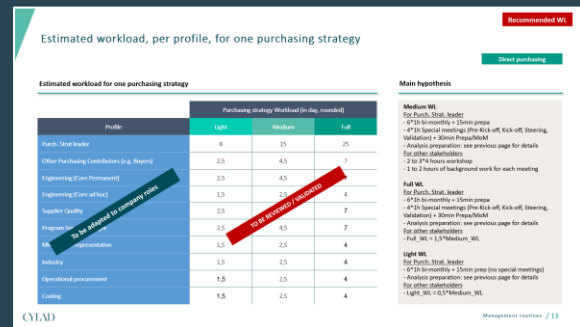 Recommended WL
Estimated workload, per profile, for one purchasing strategy
Direct purchasing
Estimated workload for one purchasing strategy
Main hypothesis
Purchasing strategy Workload (in day, rounded)
Profile Light Medium Full
Purch. Strat leader 8 15 25
Other Purchasing Contributors (e.g. Buyers) 2,5 4,5 7
Engineering (Core Permanent) 2,5 4,5
Engineering (Core ad hoc) 1,5 2,5 4
Supplier Quality 2,5 7
Program 2,5 4,5 7
representative 1,5 2,5 4
Industry 1,5 2,5 4
Operational procurement 1,5 2,5 4
Costing 1,5 2,5 4
To be adapted to company roles
TO BE REVIEWED / VALIDATED
Medium WL
For Purch. Strat. leader
- 6*1h bi-monthly + 15min prepa
- 4*1h Special meetings (Pre-Kick-off, Kick-off, Steering,
Validation) + 30min Prepa/MoM
- Analysis preparation: see previous page for details
For other stakeholders
- 2 to 3*4 hours workshop
- 1 to 2 hours of background work for each meeting
Full WL
For Purch. Strat. leader
- 6*1h bi-monthly + 15min prepa
- 4*1h Special meetings (Pre-Kick-off, Kick-off, Steering,
Validation) + 30min Prepa/MoM
- Analysis preparation: see previous page for details
For other stakeholders
- Full_WL = 1,5*Medium_WL
Light WL
For Purch. Strat. leader
- 6*1h bi-monthly + 15min prep (no special meetings)
- Analysis preparation: see previous page for details
For other stakeholders
- Light_WL = 0,5*Medium_WL
CYLAD
Management routines / 13